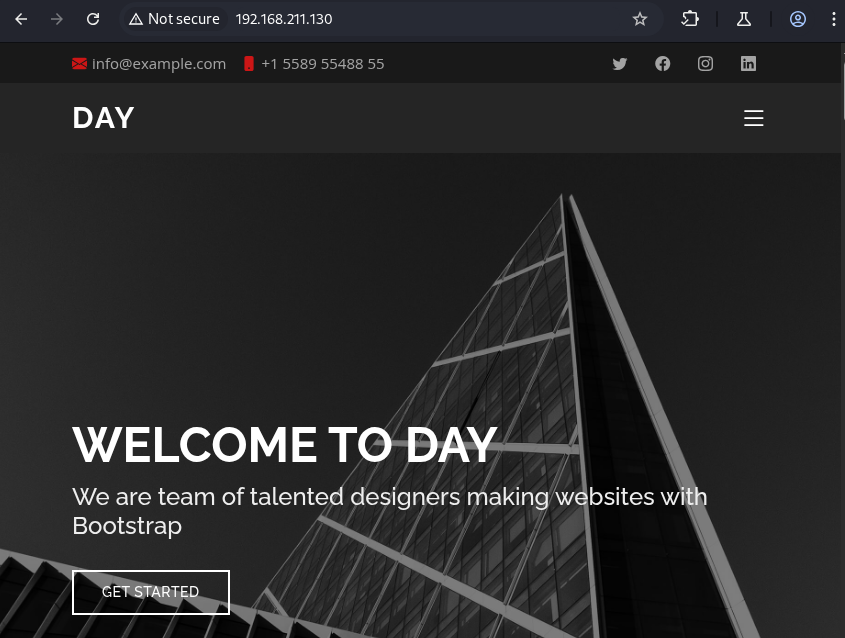 Not secure 192.168.211.130
info@example.com +1 5589 55488 55
DAY
WELCOME TO DAY
We are team of talented designers making websites with
Bootstrap
GET STARTED